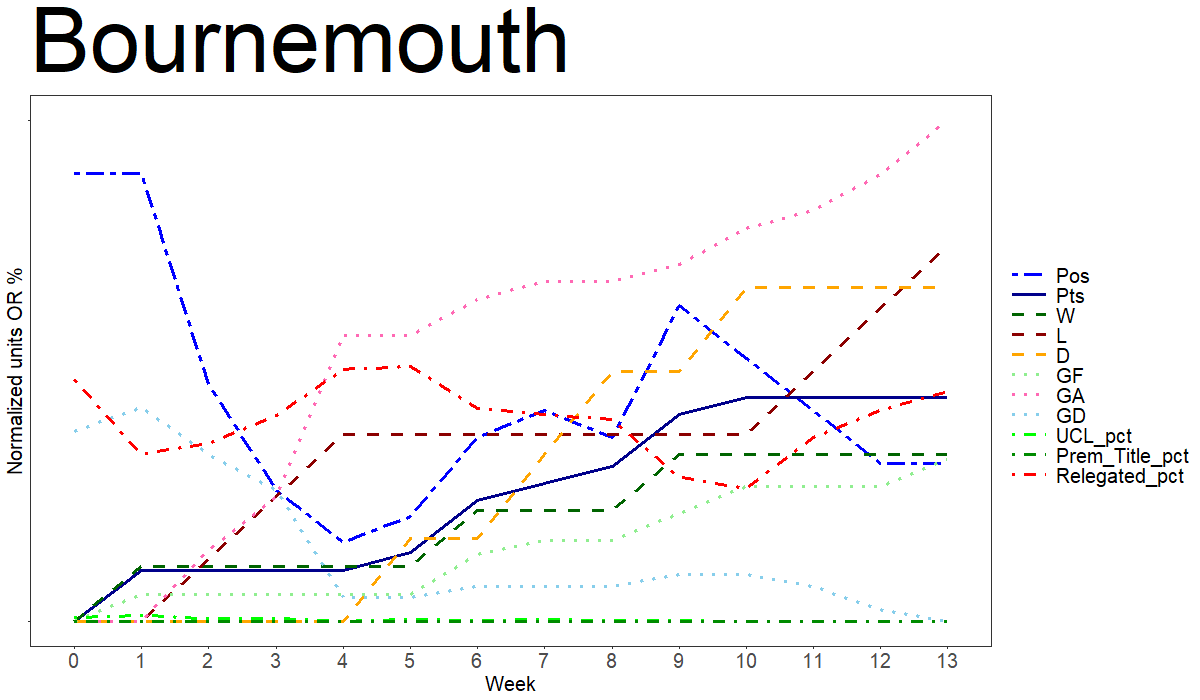 Bournemouth
Normalized units OR %
Pos
Pts
W
L
D
GF
GA
GD
UCL_pct
Prem_Title_pct
Relegated_pct
0 1 2 3 4 5 6 7 8 9 10 11 12 13
Week